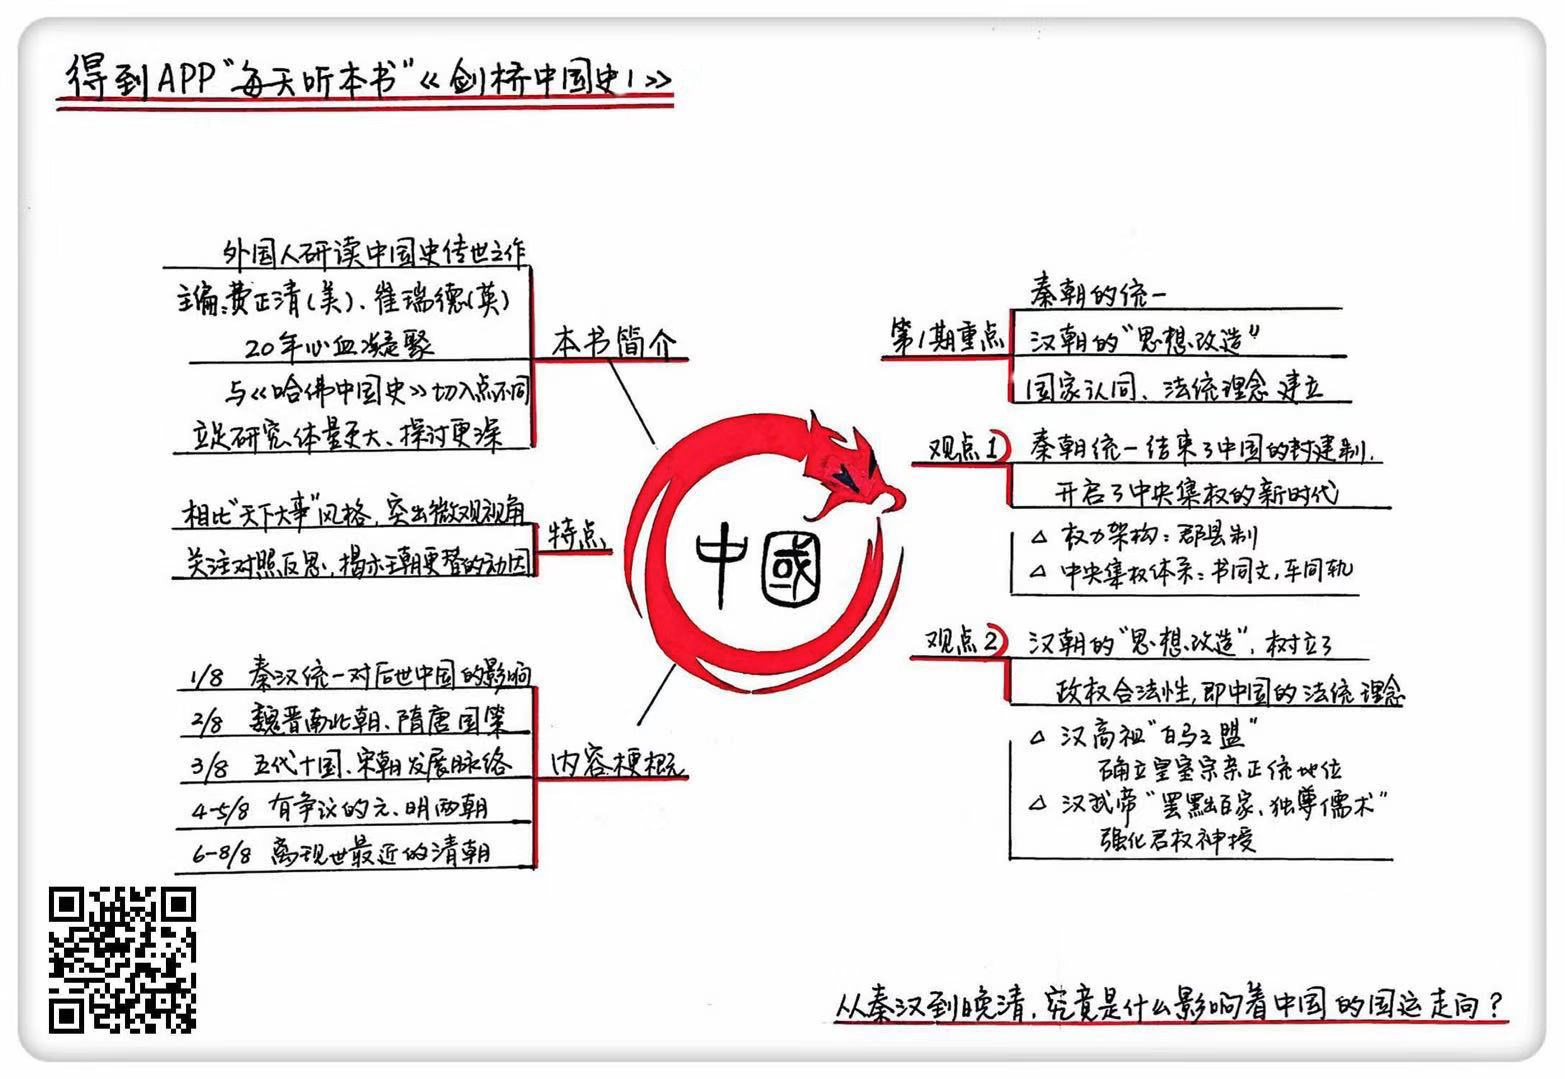 得到APP“每天听本书”《剑桥中国史1》
外国人研读中国史传世之作
主编:费正清(美)、崔瑞德(英)
20年心血凝聚
与《哈佛中国史》切入点不同
立足研究、体量更大、探讨更深
本书简介
相比“天下大事”风格,突出微观视角
关注对照反思,揭示王朝更替的动因
特点
1/8 秦汉统一对后世中国的影响
2/8 魏晋南北朝、隋唐国策
3/8 五代十国、宋朝发展脉络
4-5/8 有争议的元、明两朝
6-8/8 离现世最近的清朝
内容梗概
中國
第1期重点
秦朝的统一
汉朝的“思想改造”
国家认同、法统理念建立
观点1
秦朝统一结束了中国的封建制,
开启了中央集权的新时代
△ 权力架构:郡县制
△ 中央集权体系:书同文,车同轨
观点2
汉朝的“思想改造”,树立了
政权合法性,即中国的法统理念
△ 汉高祖“白马之盟”
确立皇室宗亲正统地位
△ 汉武帝“罢黜百家、独尊儒术”
强化君权神授
从秦汉到晚清,究竟是什么影响着中国的国运走向?